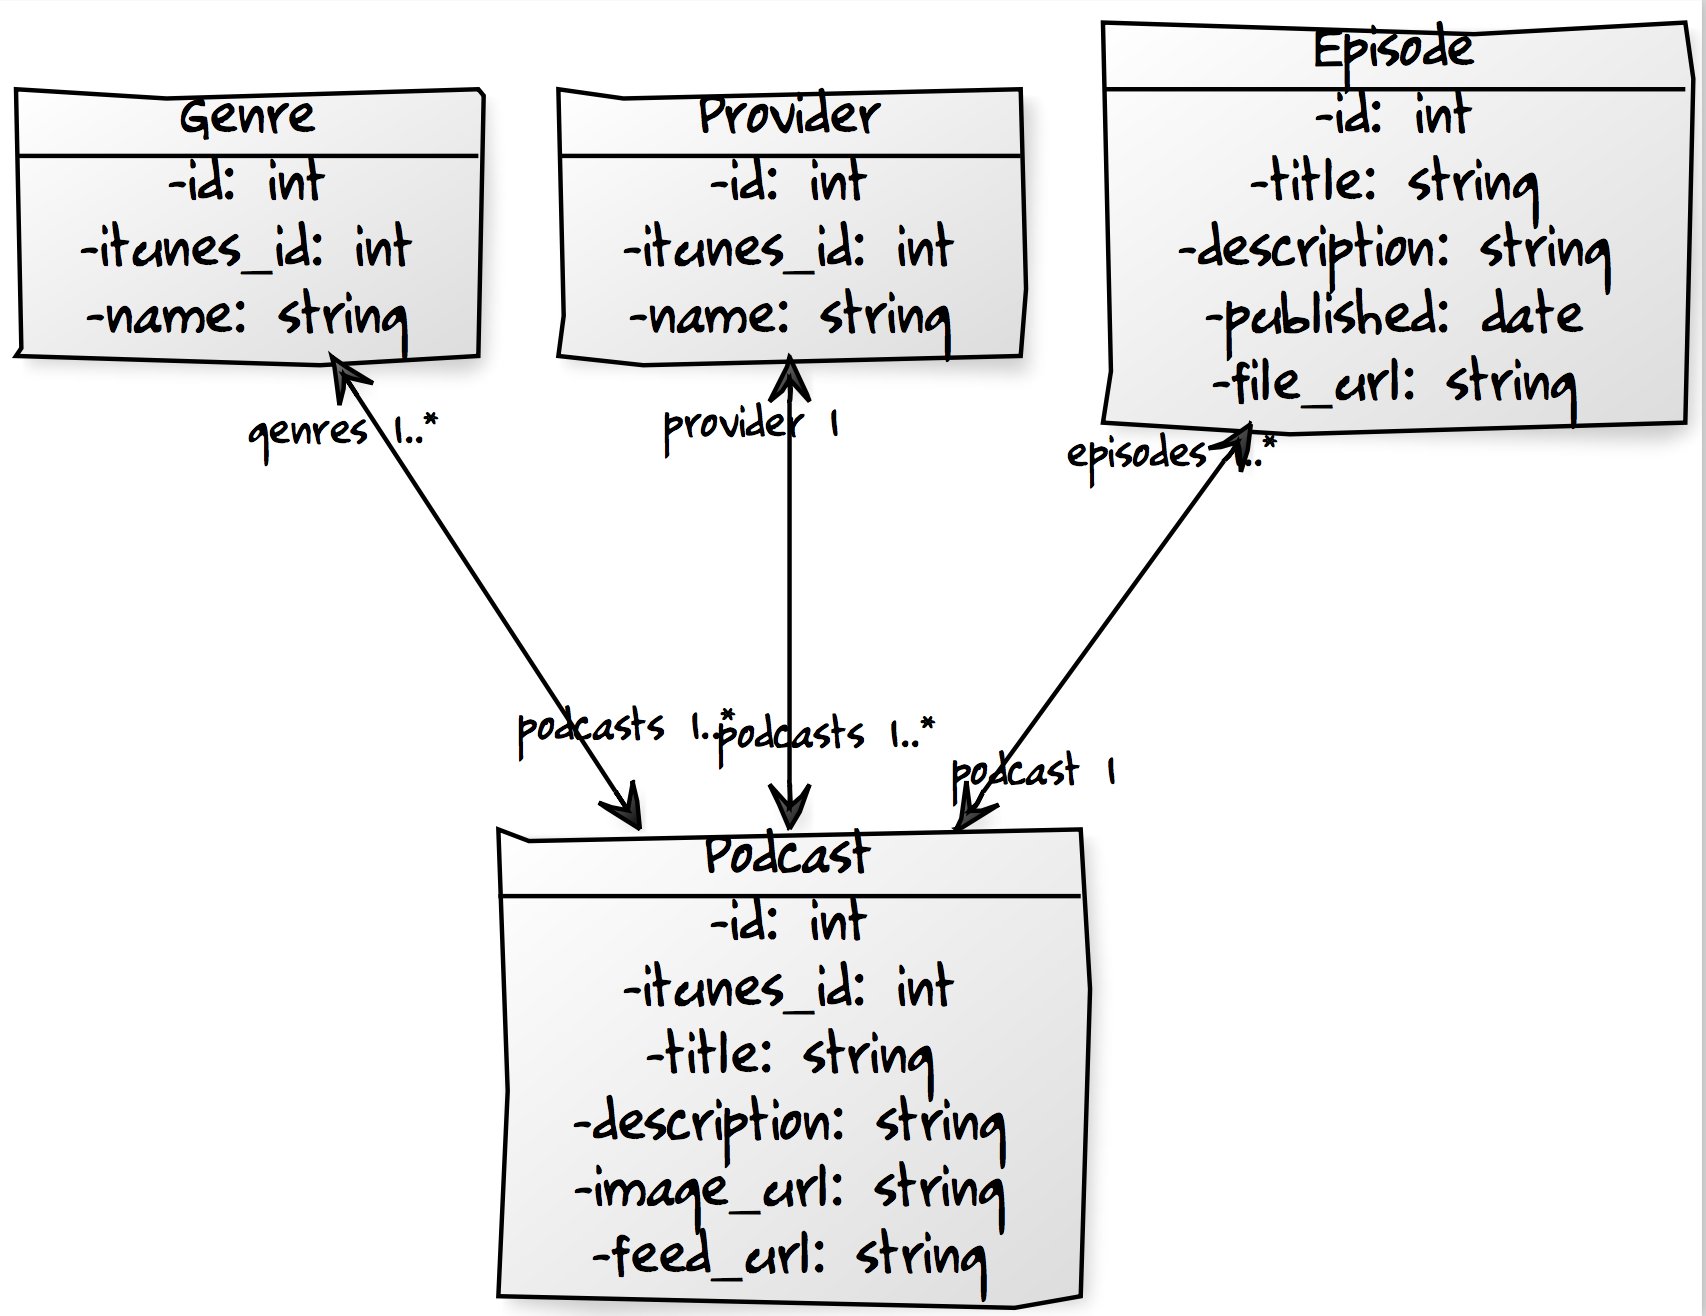 Genre
-id: int
-itunes_id: int
-name: string
Provider
-id: int
-itunes_id: int
-name: string
Episode
-id: int
-title: string
-description: string
-published: date
-file_url: string
genres 1..*
provider 1
episodes 1..*
podcasts 1..*
podcasts 1..*
podcast 1
Podcast
-id: int
-itunes_id: int
-title: string
-description: string
-image_url: string
-feed_url: string